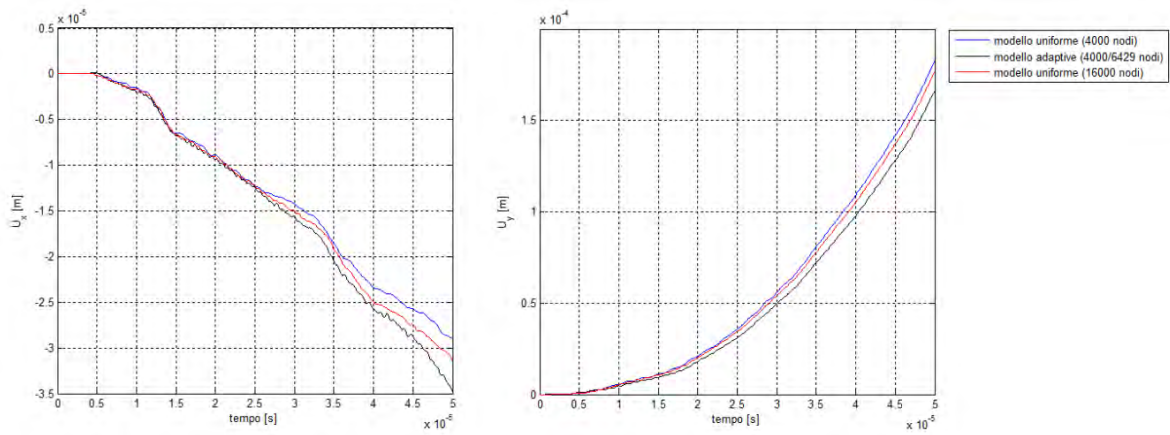 x 10⁻⁵
0.5
0
-0.5
-1
-1.5
-2
-2.5
-3
-3.5
U_x [m]
0 0.5 1 1.5 2 2.5 3 3.5 4 4.5 5
tempo [s]
x 10⁻⁵
x 10⁻⁴
1.5
1
0.5
0
U_y [m]
0 0.5 1 1.5 2 2.5 3 3.5 4 4.5 5
tempo [s]
x 10⁻⁵
modello uniforme (4000 nodi)
modello adaptive (4000/6429 nodi)
modello uniforme (16000 nodi)